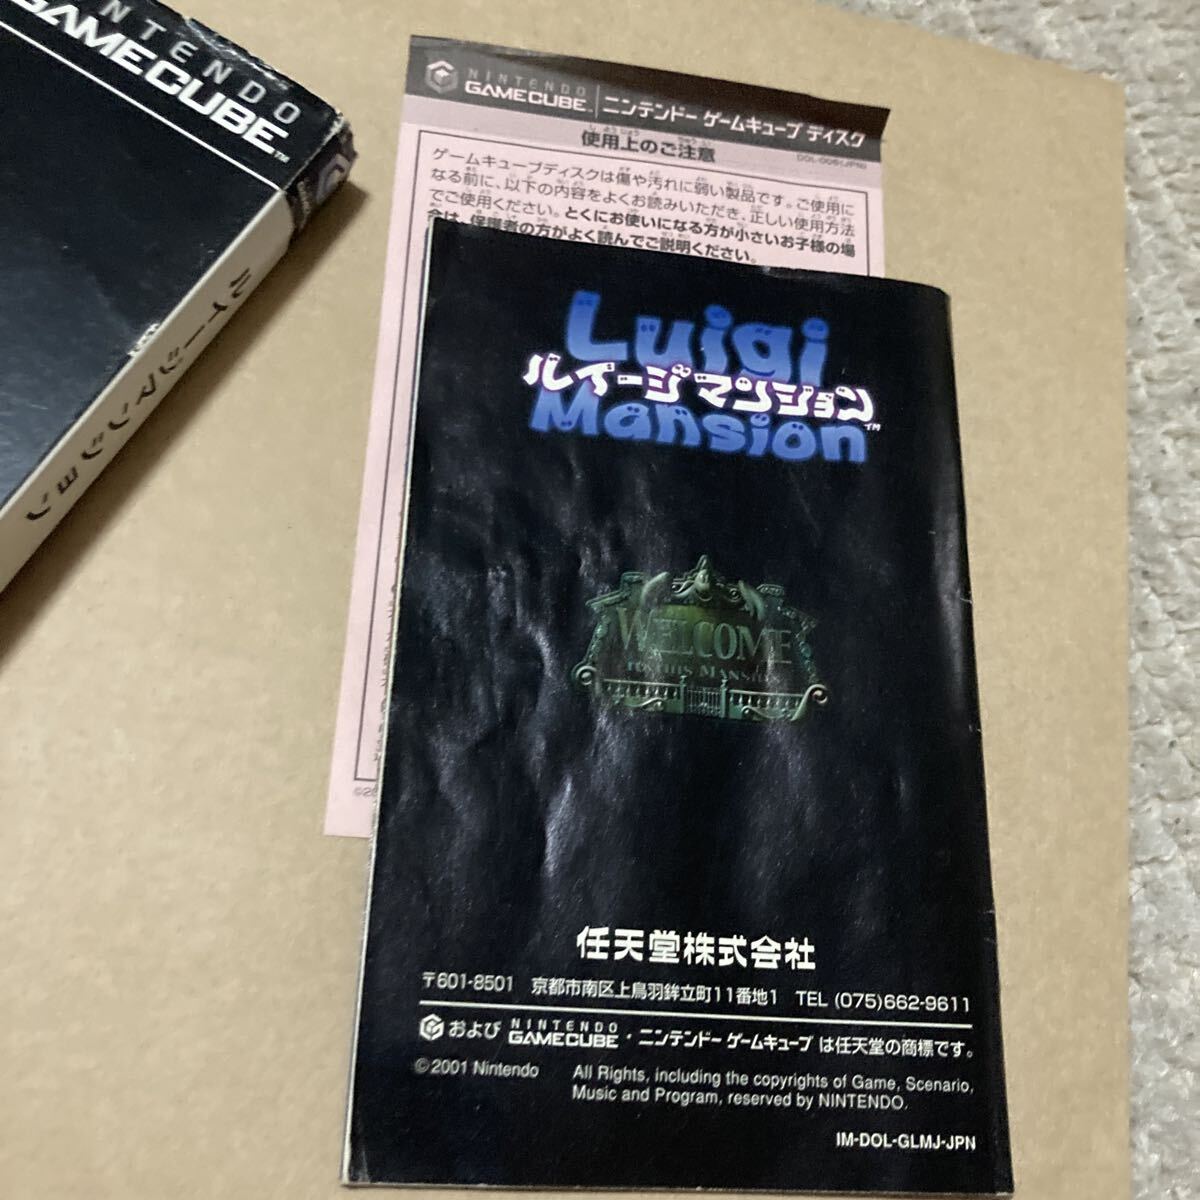 NINTENDO
GAMECUBE™
ルイージマンション
NINTENDO
GAMECUBE™
ニンテンドー ゲームキューブ ディスク
使用上のご注意
ゲームキューブディスクは傷や汚れに弱い製品です。ご使用に
なる前に、以下の内容をよくお読みいただき、正しい使用方法
でご使用ください。とくにお使いになる方が小さいお子様の場
合は、保護者の方がよく読んでご説明ください。
Luigi
ルイージ マンション™
Mansion
WELCOME
任天堂株式会社
〒601-8501 京都市南区上鳥羽鉾立町11番地1 TEL (075)662-9611
および NINTENDO GAMECUBE・ニンテンドー ゲームキューブ は任天堂の商標です。
© 2001 Nintendo All Rights, including the copyrights of Game, Scenario,
Music and Program, reserved by NINTENDO.
IM-DOL-GLMJ-JPN